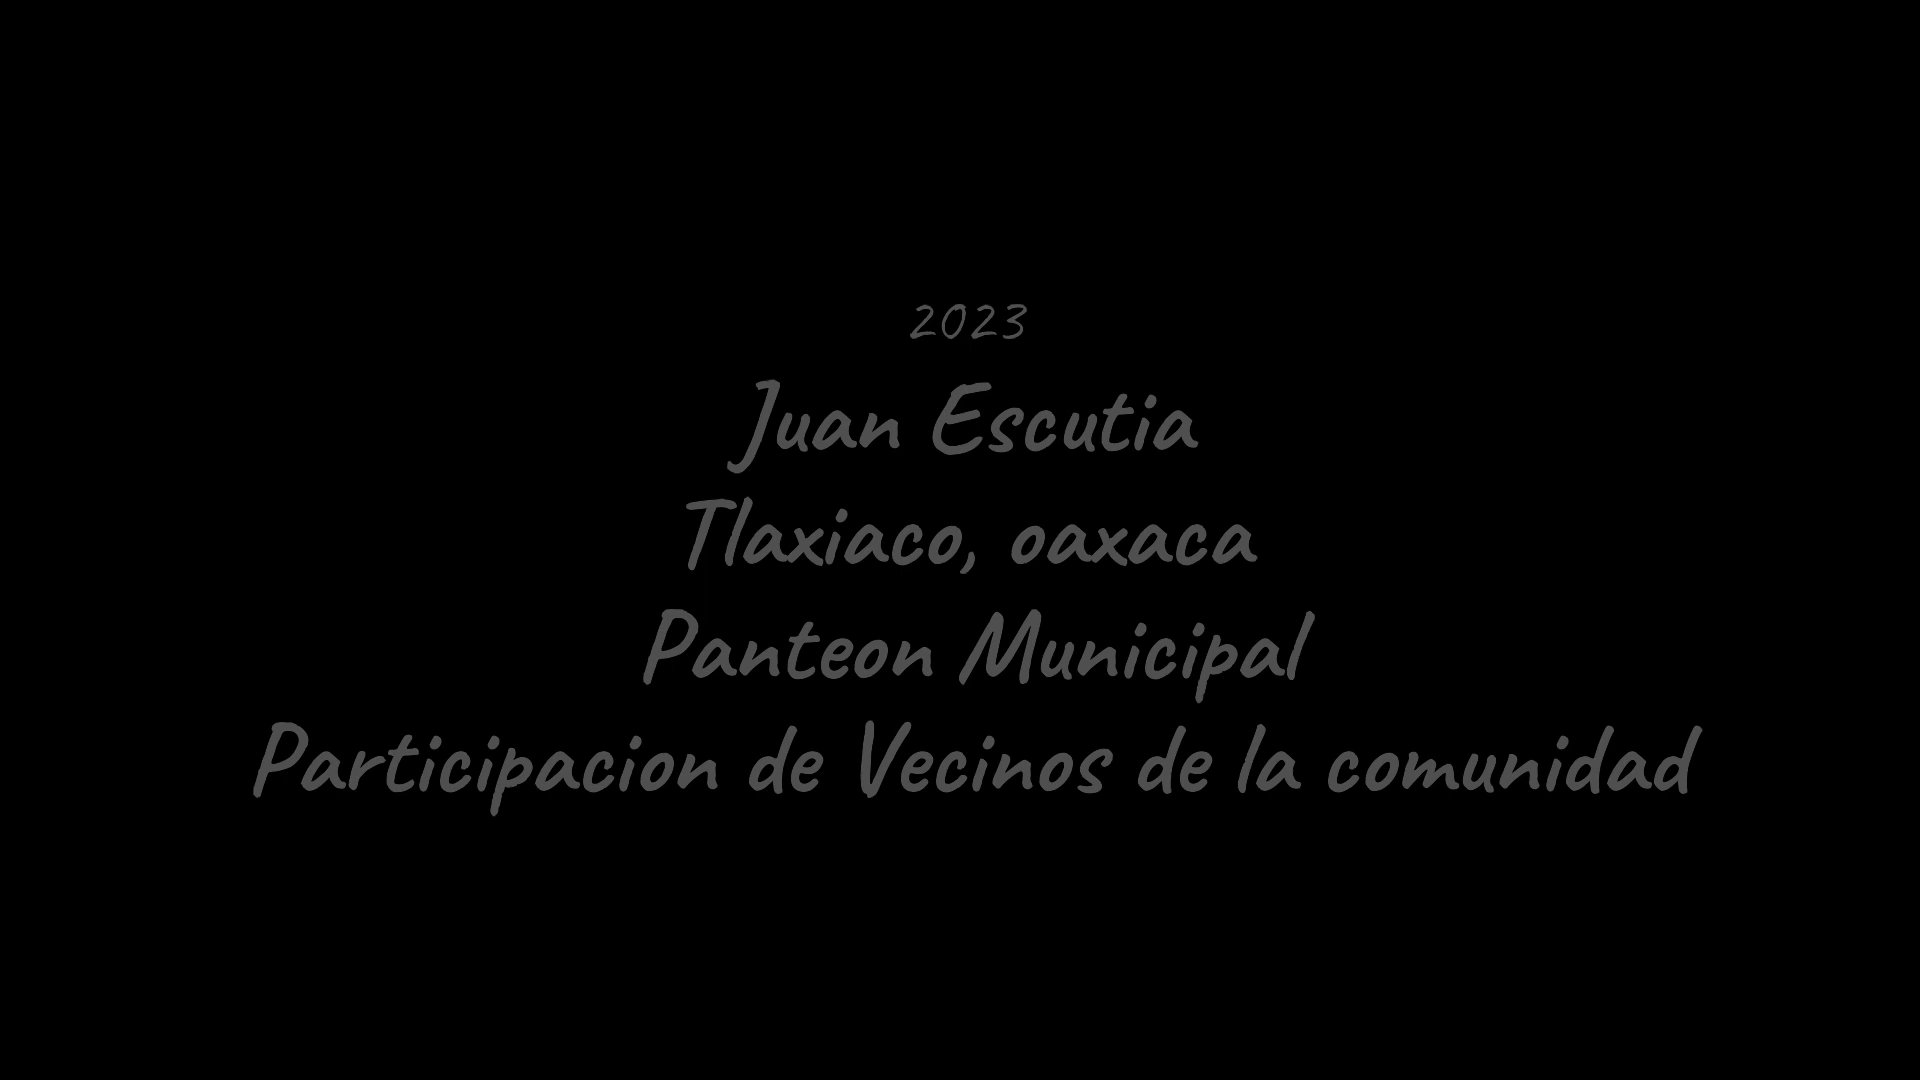 2023
Juan Escutia
Tlaxiaco, oaxaca
Panteon Municipal
Participacion de Vecinos de la comunidad